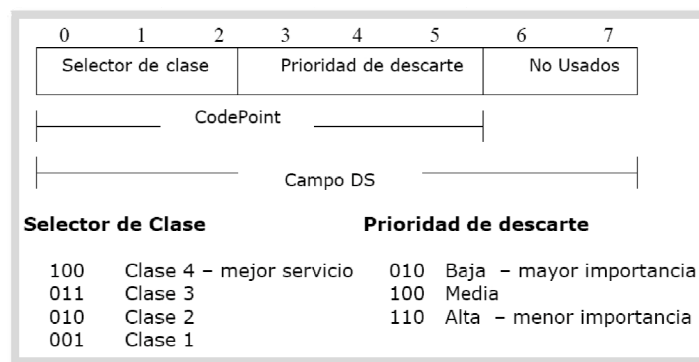 0 1 2 3 4 5 6 7
Selector de clase Prioridad de descarte No Usados
CodePoint
Campo DS
Selector de Clase Prioridad de descarte
100 Clase 4 – mejor servicio 010 Baja – mayor importancia
011 Clase 3 100 Media
010 Clase 2 110 Alta – menor importancia
001 Clase 1